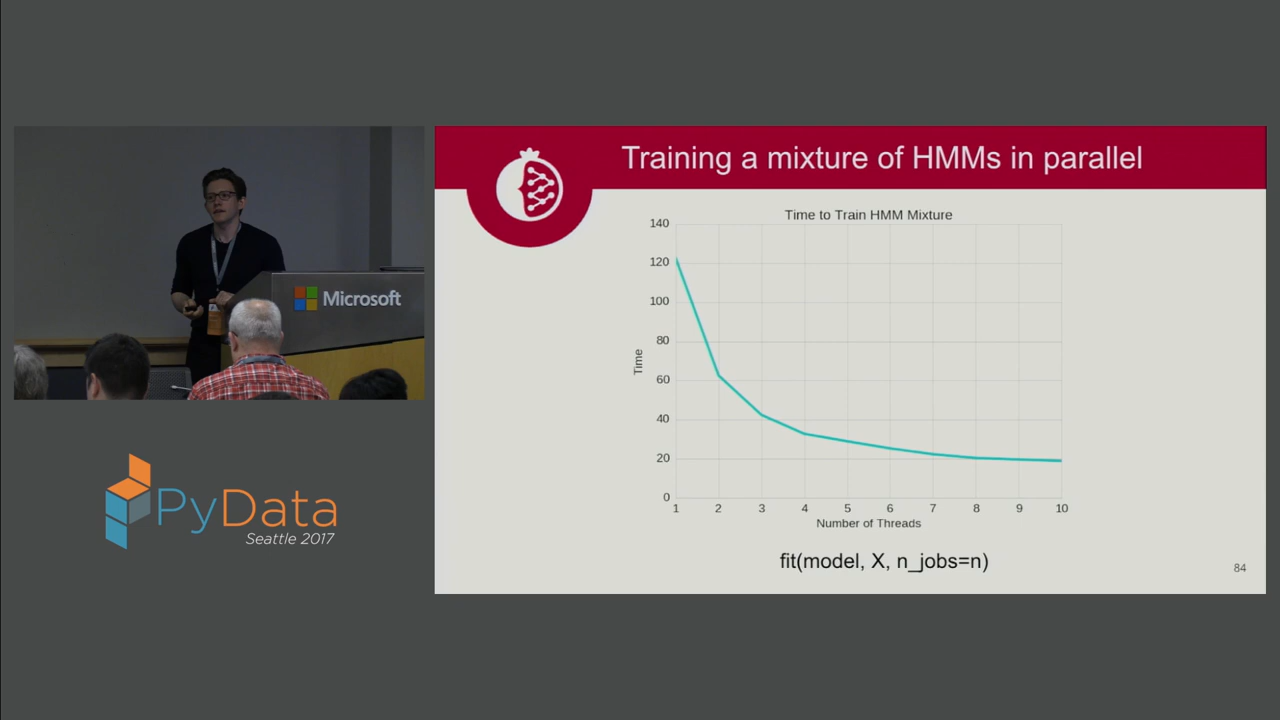 Training a mixture of HMMs in parallel
Time to Train HMM Mixture
140
120
100
80
60
40
20
0
Time
1 2 3 4 5 6 7 8 9 10
Number of Threads
fit(model, X, n_jobs=n)
84
Microsoft
PyData
Seattle 2017